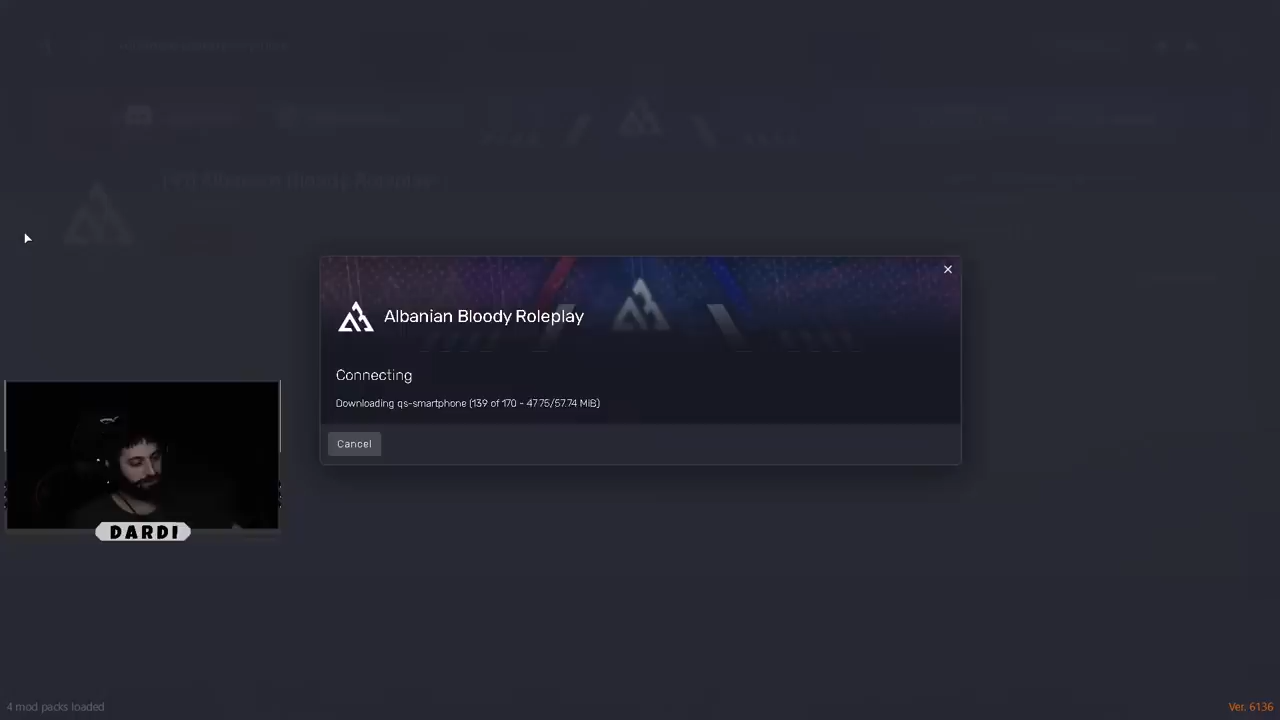 Albanian Bloody Roleplay
Connecting
Downloading qs-smartphone (139 of 170 - 47.75/57.74 MiB)
Cancel
DARDI
4 mod packs loaded
Ver. 6136